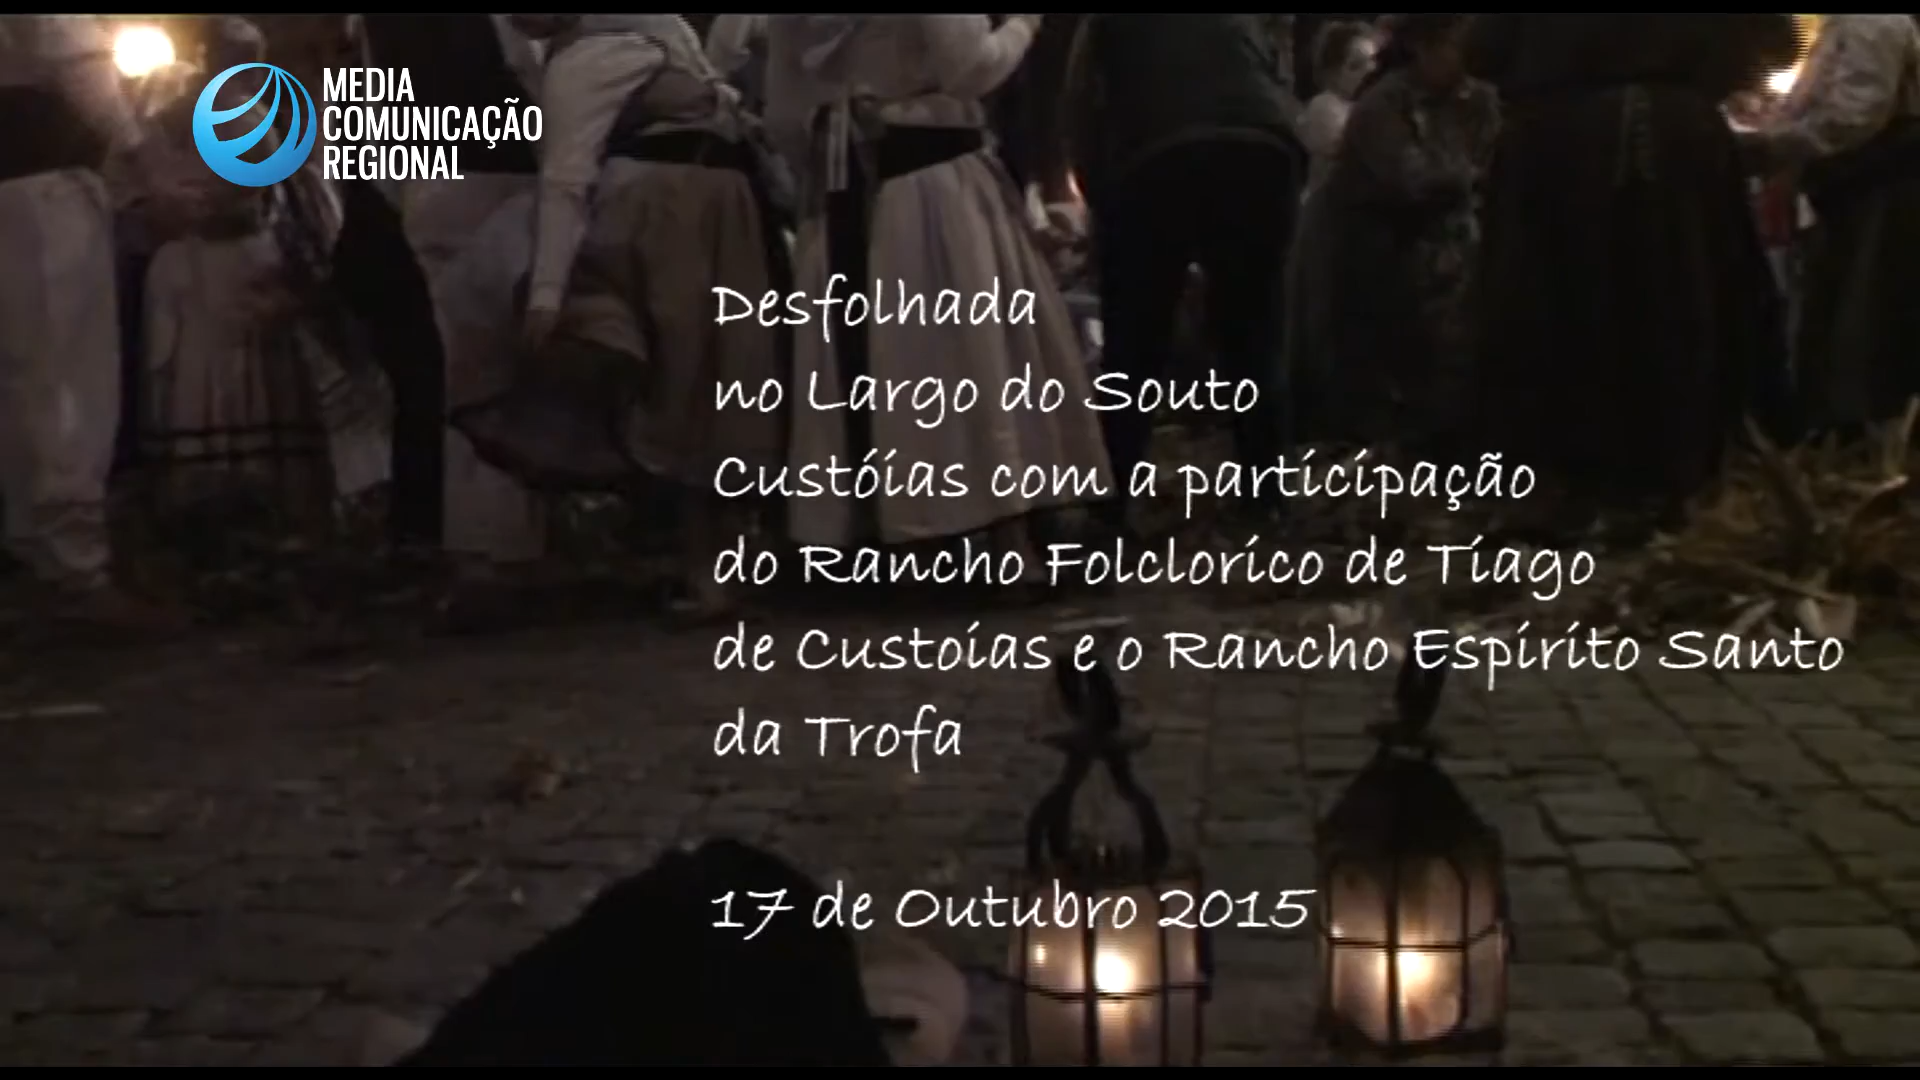 MEDIA
COMUNICAÇÃO
REGIONAL
Desfolhada
no Largo do Souto
Custóias com a participação
do Rancho Folclorico de Tiago
de Custoias e o Rancho Espirito Santo
da Trofa
17 de Outubro 2015